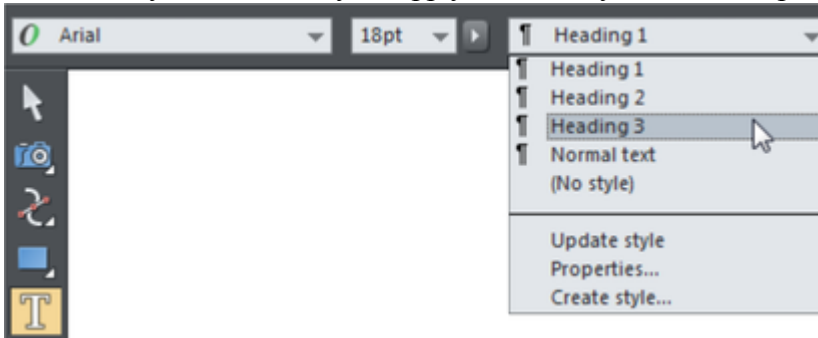 Arial 18pt ¶ Heading 1
¶ Heading 1
¶ Heading 2
¶ Heading 3
¶ Normal text
(No style)
Update style
Properties...
Create style...